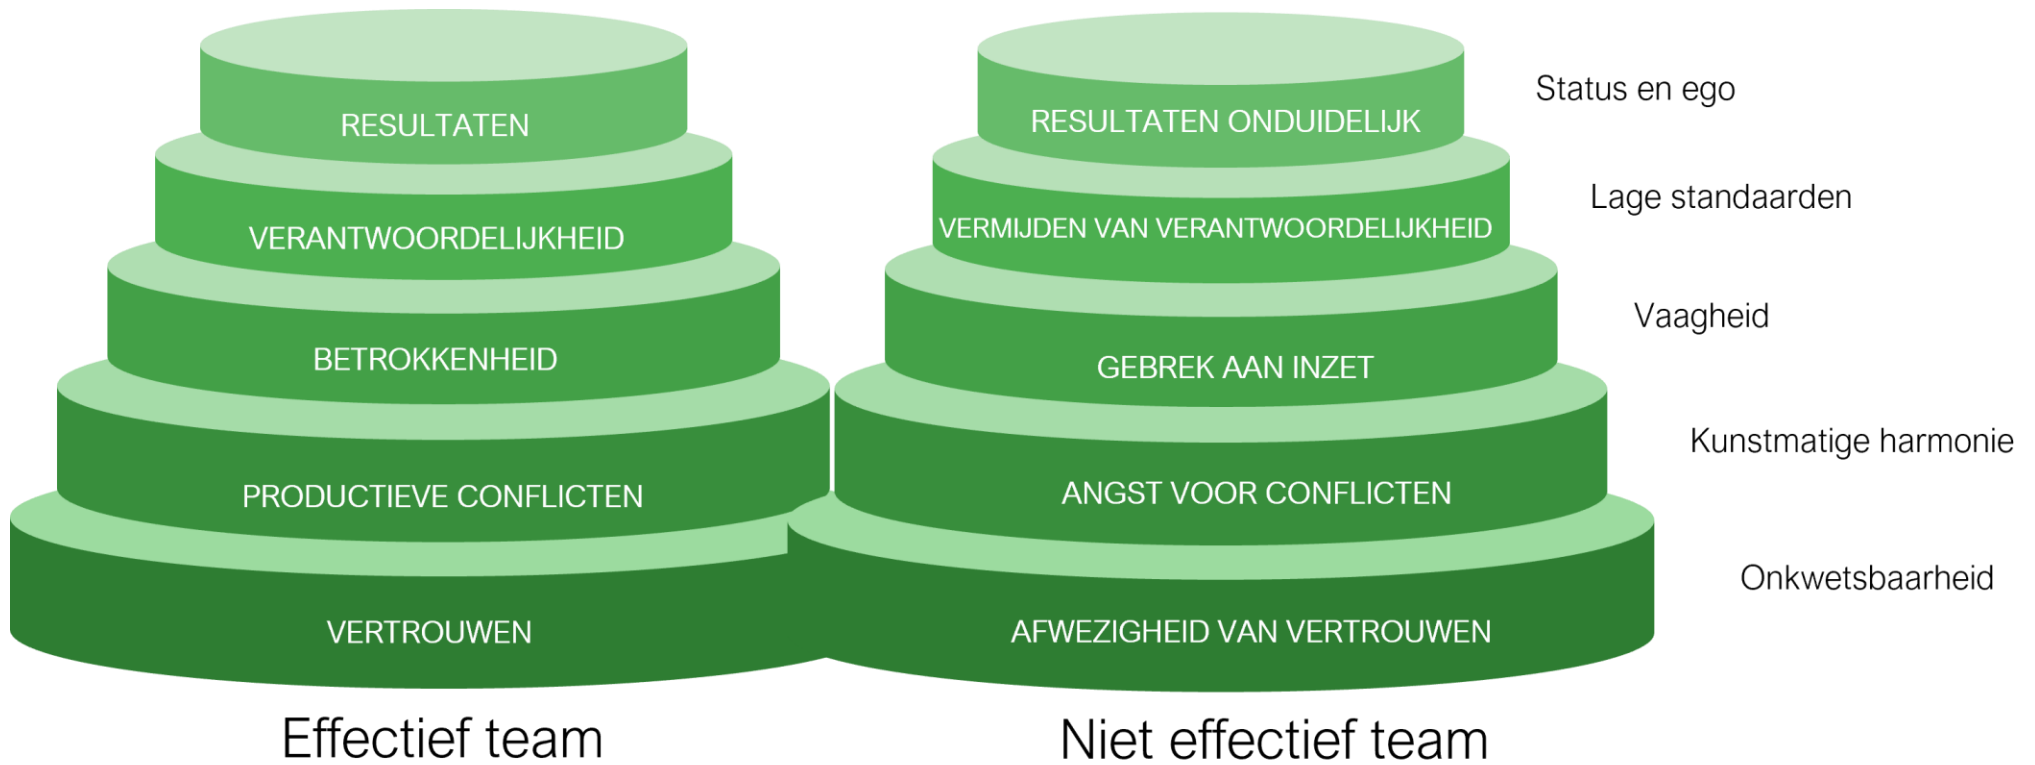 RESULTATEN
VERANTWOORDELIJKHEID
BETROKKENHEID
PRODUCTIEVE CONFLICTEN
VERTROUWEN
Effectief team
RESULTATEN ONDUIDELIJK
VERMIJDEN VAN VERANTWOORDELIJKHEID
GEBREK AAN INZET
ANGST VOOR CONFLICTEN
AFWEZIGHEID VAN VERTROUWEN
Niet effectief team
Status en ego
Lage standaarden
Vaagheid
Kunstmatige harmonie
Onkwetsbaarheid